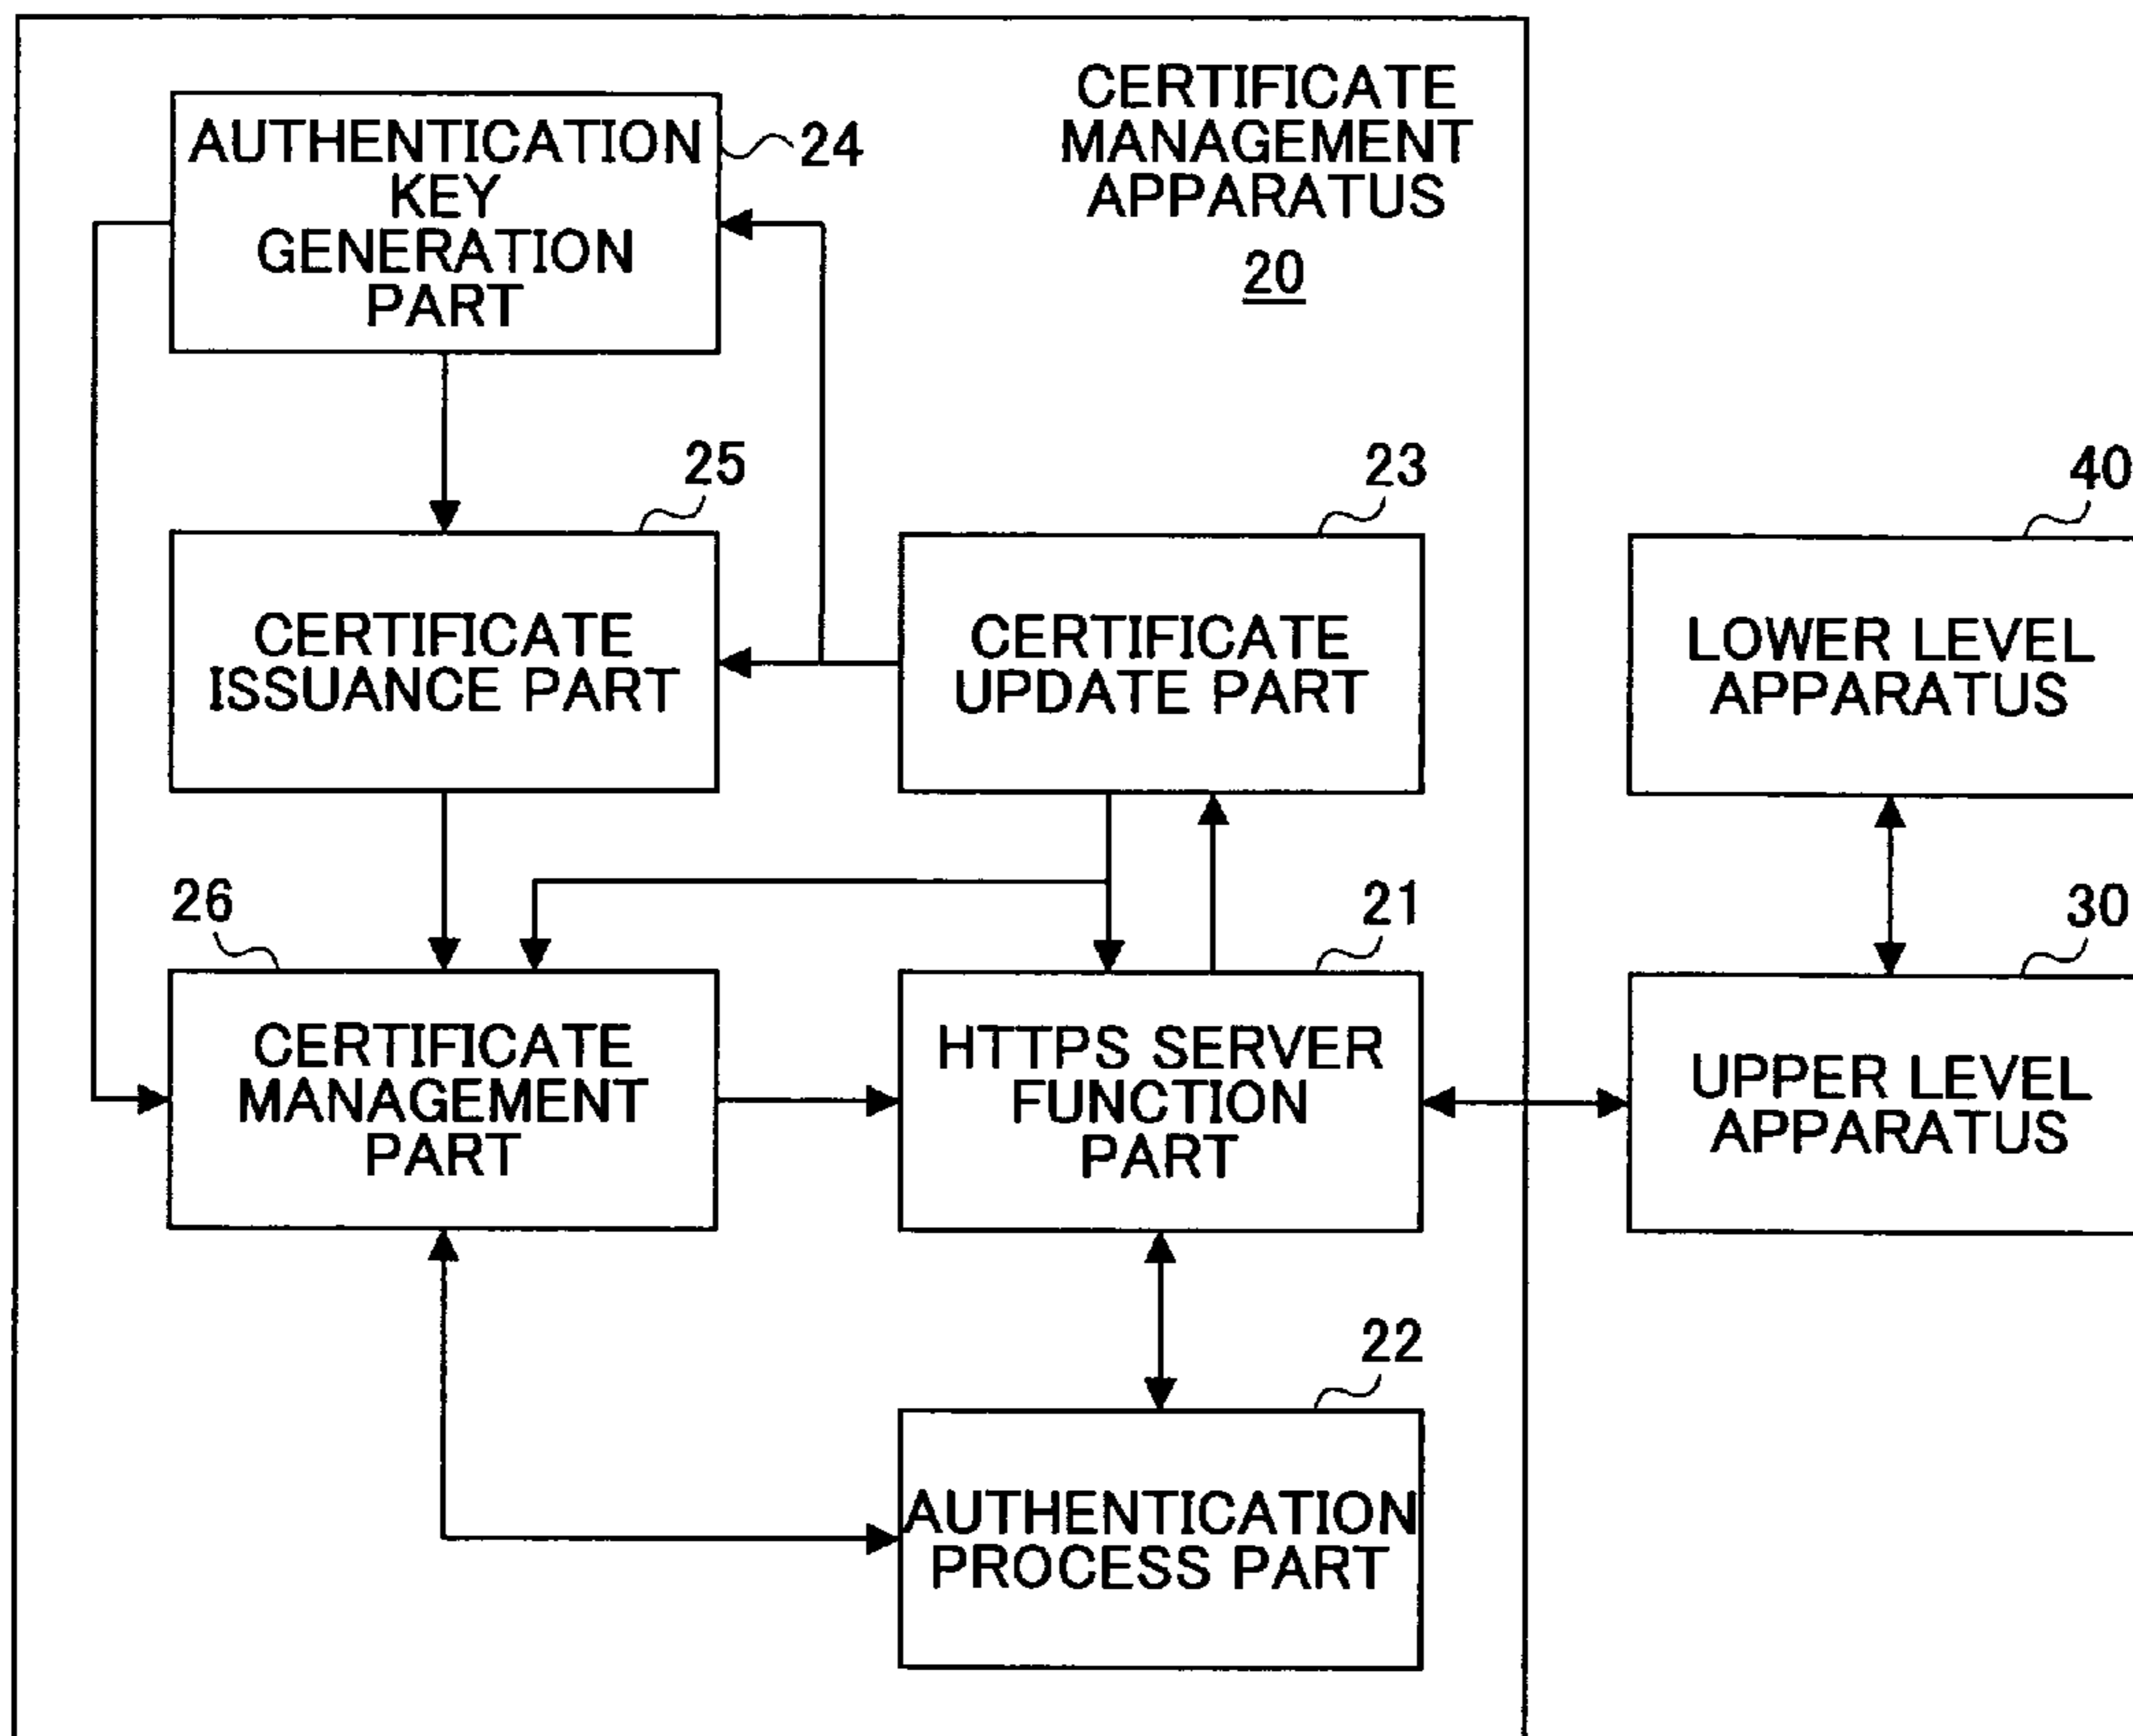 CERTIFICATE
MANAGEMENT
APPARATUS
20
AUTHENTICATION
KEY
GENERATION
PART
24
25
CERTIFICATE
ISSUANCE PART
23
CERTIFICATE
UPDATE PART
40
LOWER LEVEL
APPARATUS
26
CERTIFICATE
MANAGEMENT
PART
21
HTTPS SERVER
FUNCTION
PART
30
UPPER LEVEL
APPARATUS
22
AUTHENTICATION
PROCESS PART